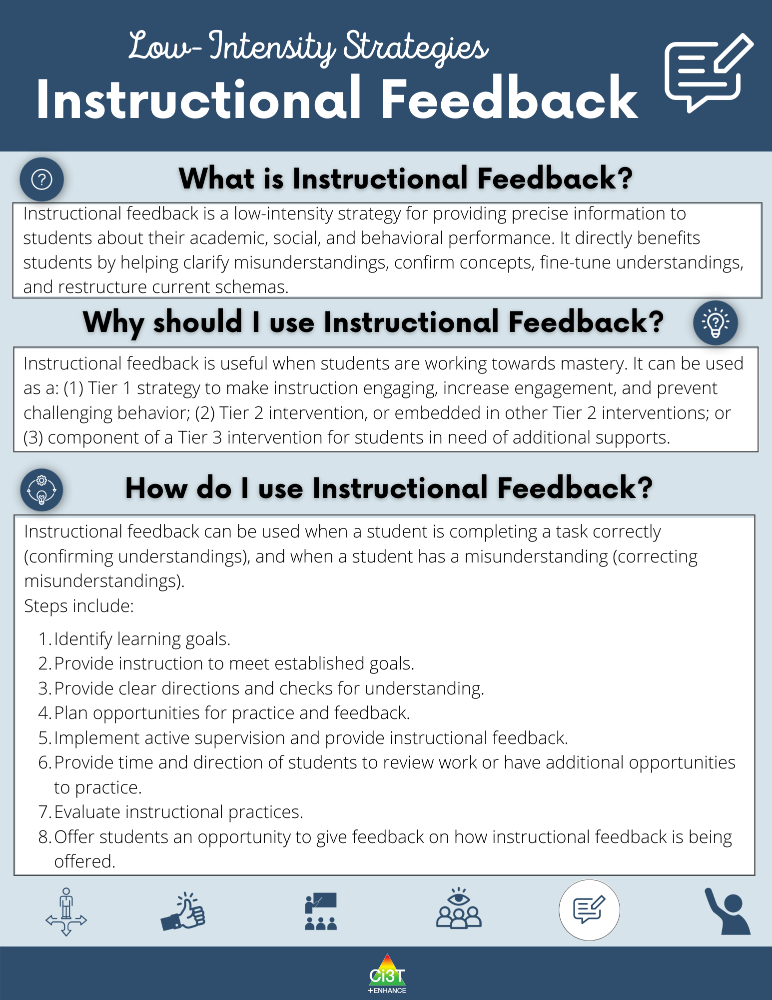 Low-Intensity Strategies
Instructional Feedback
What is Instructional Feedback?
Instructional feedback is a low-intensity strategy for providing precise information to
students about their academic, social, and behavioral performance. It directly benefits
students by helping clarify misunderstandings, confirm concepts, fine-tune understandings,
and restructure current schemas.
Why should I use Instructional Feedback?
Instructional feedback is useful when students are working towards mastery. It can be used
as a: (1) Tier 1 strategy to make instruction engaging, increase engagement, and prevent
challenging behavior; (2) Tier 2 intervention, or embedded in other Tier 2 interventions; or
(3) component of a Tier 3 intervention for students in need of additional supports.
How do I use Instructional Feedback?
Instructional feedback can be used when a student is completing a task correctly
(confirming understandings), and when a student has a misunderstanding (correcting
misunderstandings).
Steps include:
1. Identify learning goals.
2. Provide instruction to meet established goals.
3. Provide clear directions and checks for understanding.
4. Plan opportunities for practice and feedback.
5. Implement active supervision and provide instructional feedback.
6. Provide time and direction of students to review work or have additional opportunities
to practice.
7. Evaluate instructional practices.
8. Offer students an opportunity to give feedback on how instructional feedback is being
offered.
Ci3T
+ENHANCE